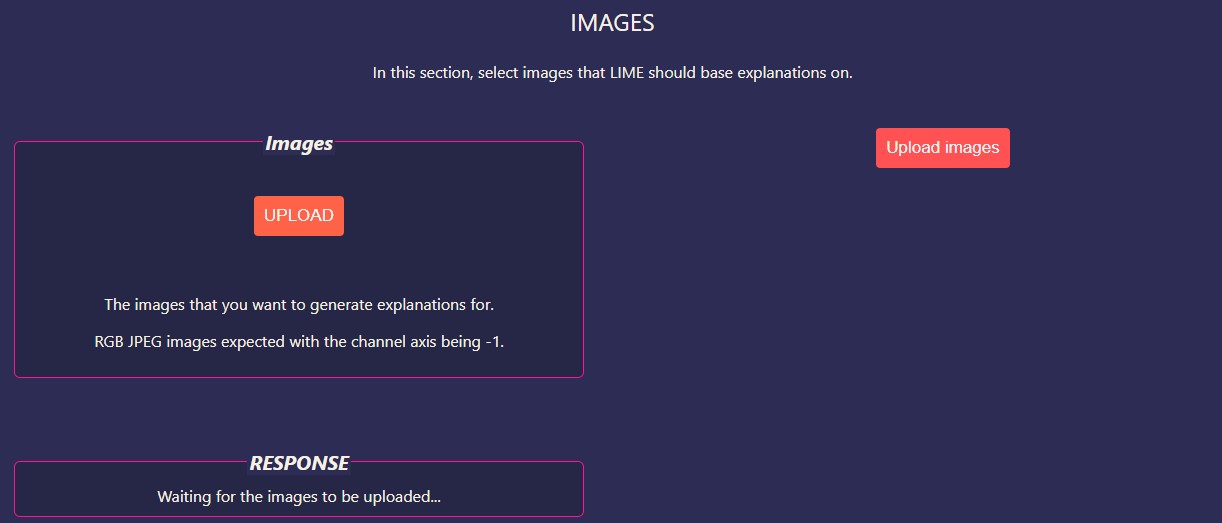 IMAGES
In this section, select images that LIME should base explanations on.
Images
UPLOAD
The images that you want to generate explanations for.
RGB JPEG images expected with the channel axis being -1.
Upload images
RESPONSE
Waiting for the images to be uploaded...